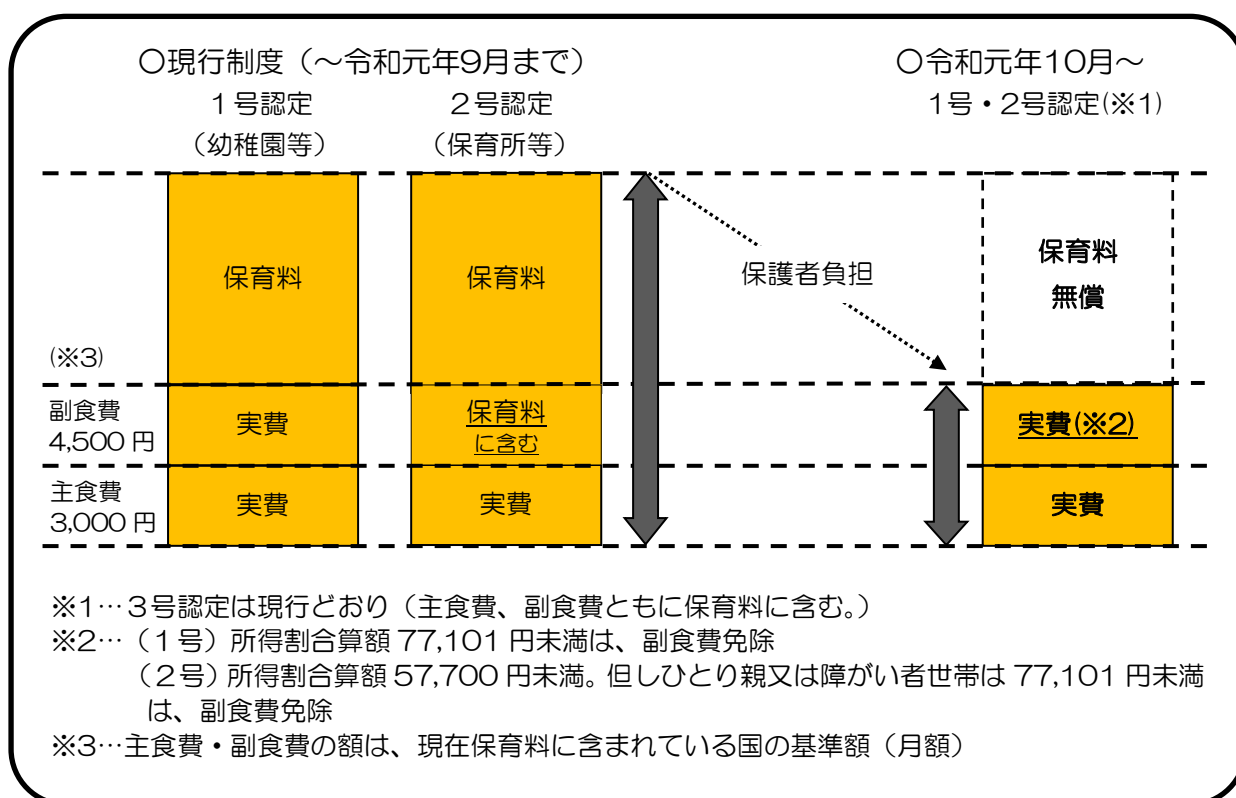 〇現行制度（～令和元年9月まで）
〇令和元年10月～
１号認定
２号認定
1号・2号認定(※1)
（幼稚園等）
（保育所等）
保育料
保育料
保護者負担
保育料
無償
(※3)
副食費
4,500 円
実費
保育料
に含む
実費(※2)
主食費
3,000 円
実費
実費
実費
※1…３号認定は現行どおり（主食費、副食費ともに保育料に含む。）
※2…（１号）所得割合算額 77,101 円未満は、副食費免除
（２号）所得割合算額 57,700 円未満。但しひとり親又は障がい者世帯は 77,101 円未満
は、副食費免除
※3…主食費・副食費の額は、現在保育料に含まれている国の基準額（月額）